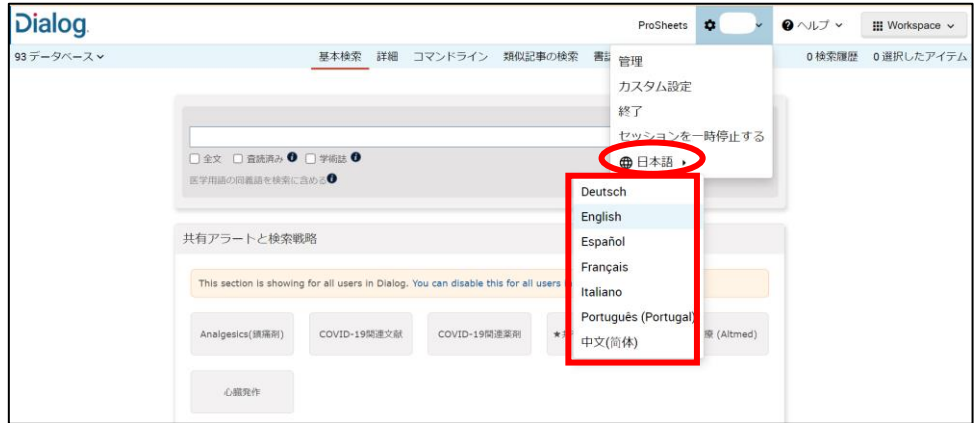 Dialog
ProSheets
ヘルプ
Workspace
93 データベース
基本検索 詳細 コマンドライン 類似記事の検索
0 検索履歴 0 選択したアイテム
管理
カスタム設定
終了
セッションを一時停止する
日本語
全文 査読済み 学術誌
医学用語の同義語を検索に含める
Deutsch
English
Español
Français
Italiano
Português (Portugal)
中文(简体)
共有アラートと検索戦略
This section is showing for all users in Dialog. You can disable this for all users
Analgesics(鎮痛剤) COVID-19関連文献 COVID-19関連薬剤 ★ (Altmed)
心臓発作